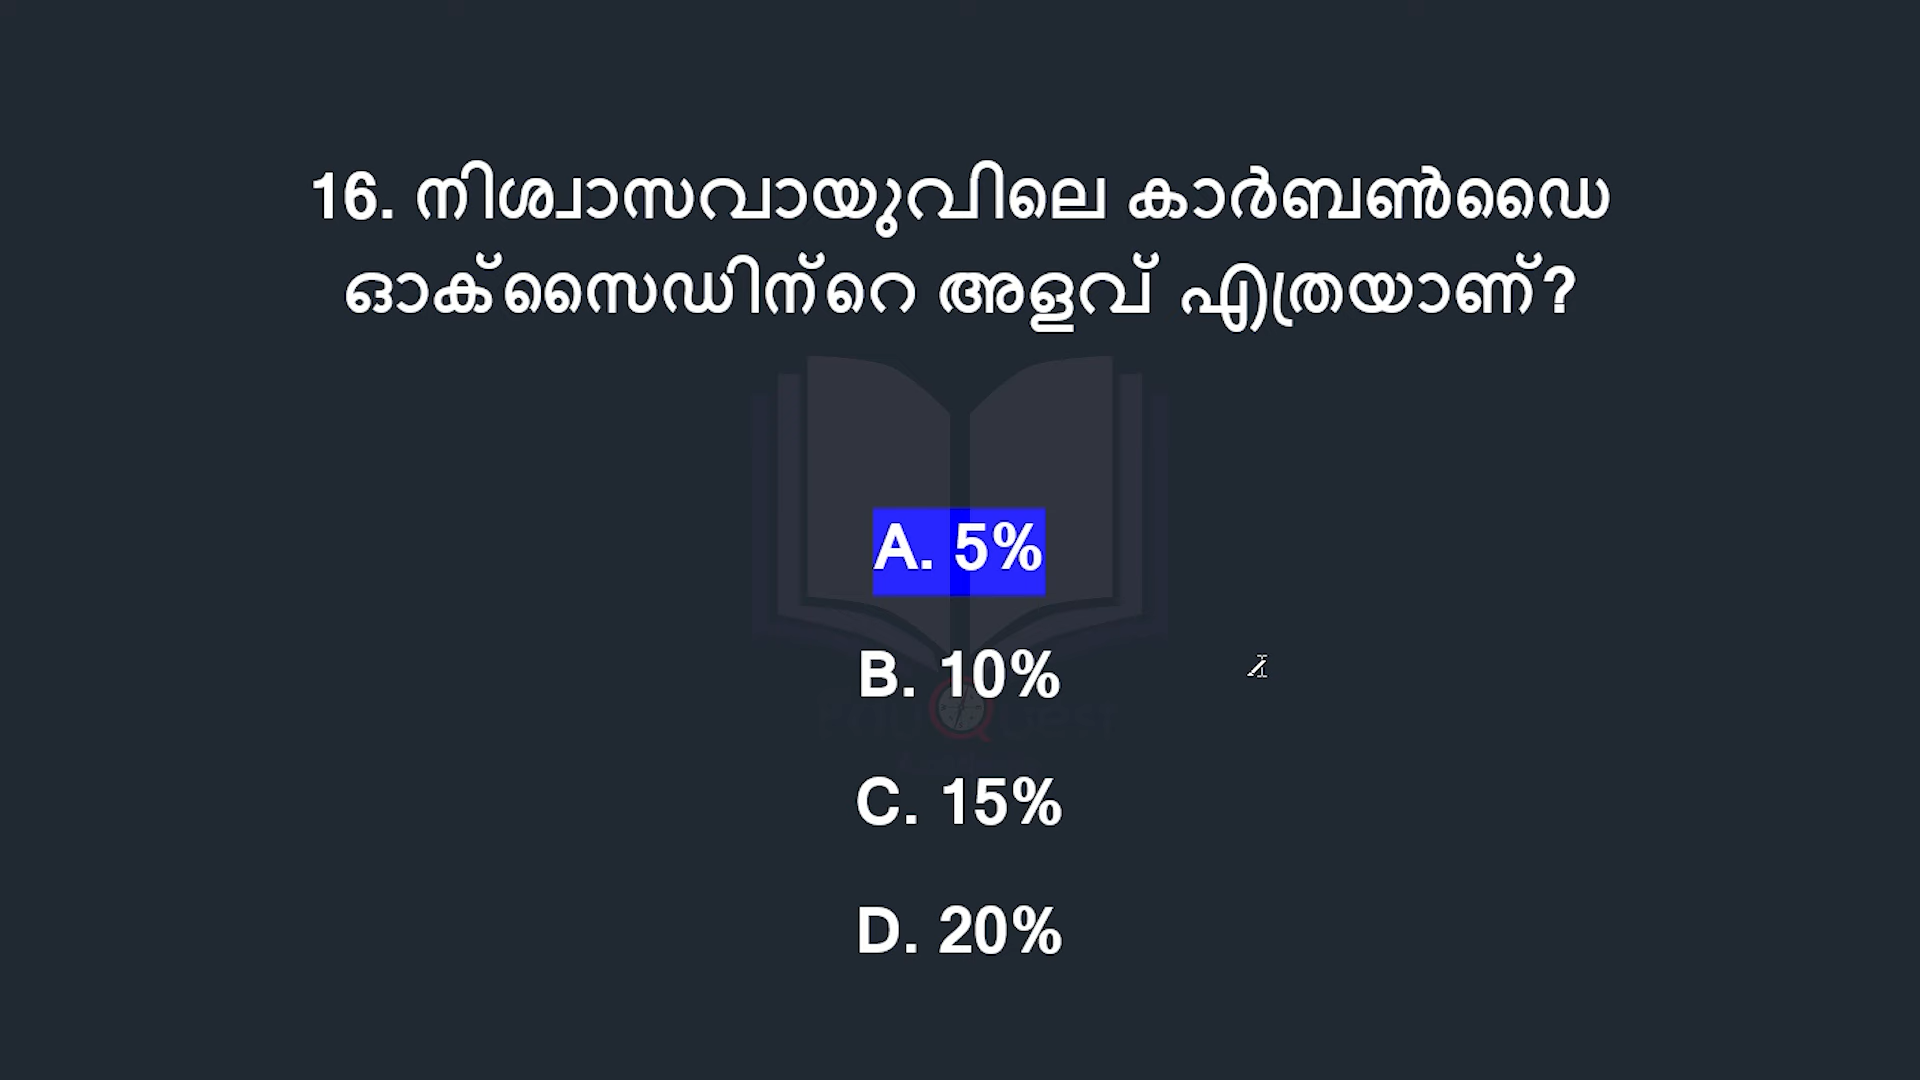 16. നിശ്വാസവായുവിലെ കാർബൺഡൈ
ഓക്സൈഡിന്റെ അളവ് എത്രയാണ്?
A. 5%
B. 10%
C. 15%
D. 20%